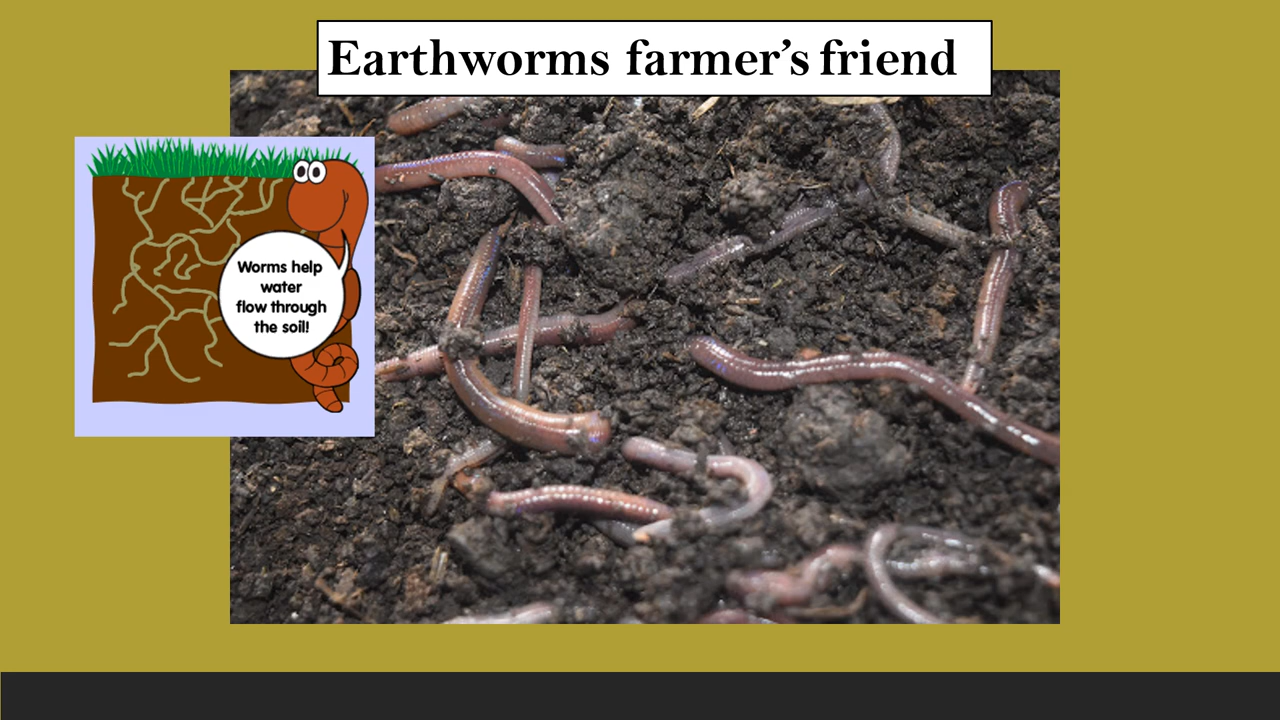 Earthworms farmer’s friend
Worms help
water
flow through
the soil!